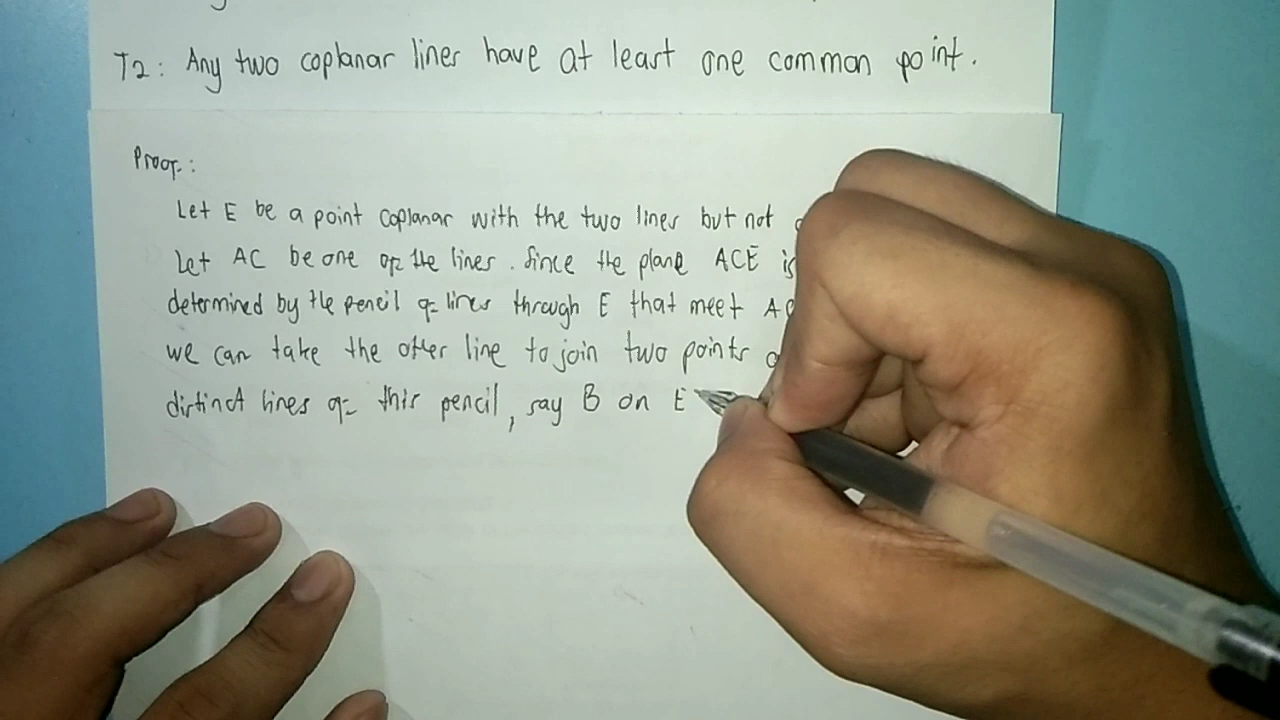 T2: Any two coplanar lines have at least one common point.
Proof:
Let E be a point coplanar with the two lines but not
Let AC be one of the lines. Since the plane ACE is
determined by the pencil of lines through E that meet AC
we can take the other line to join two points
distinct lines of this pencil, say B on E